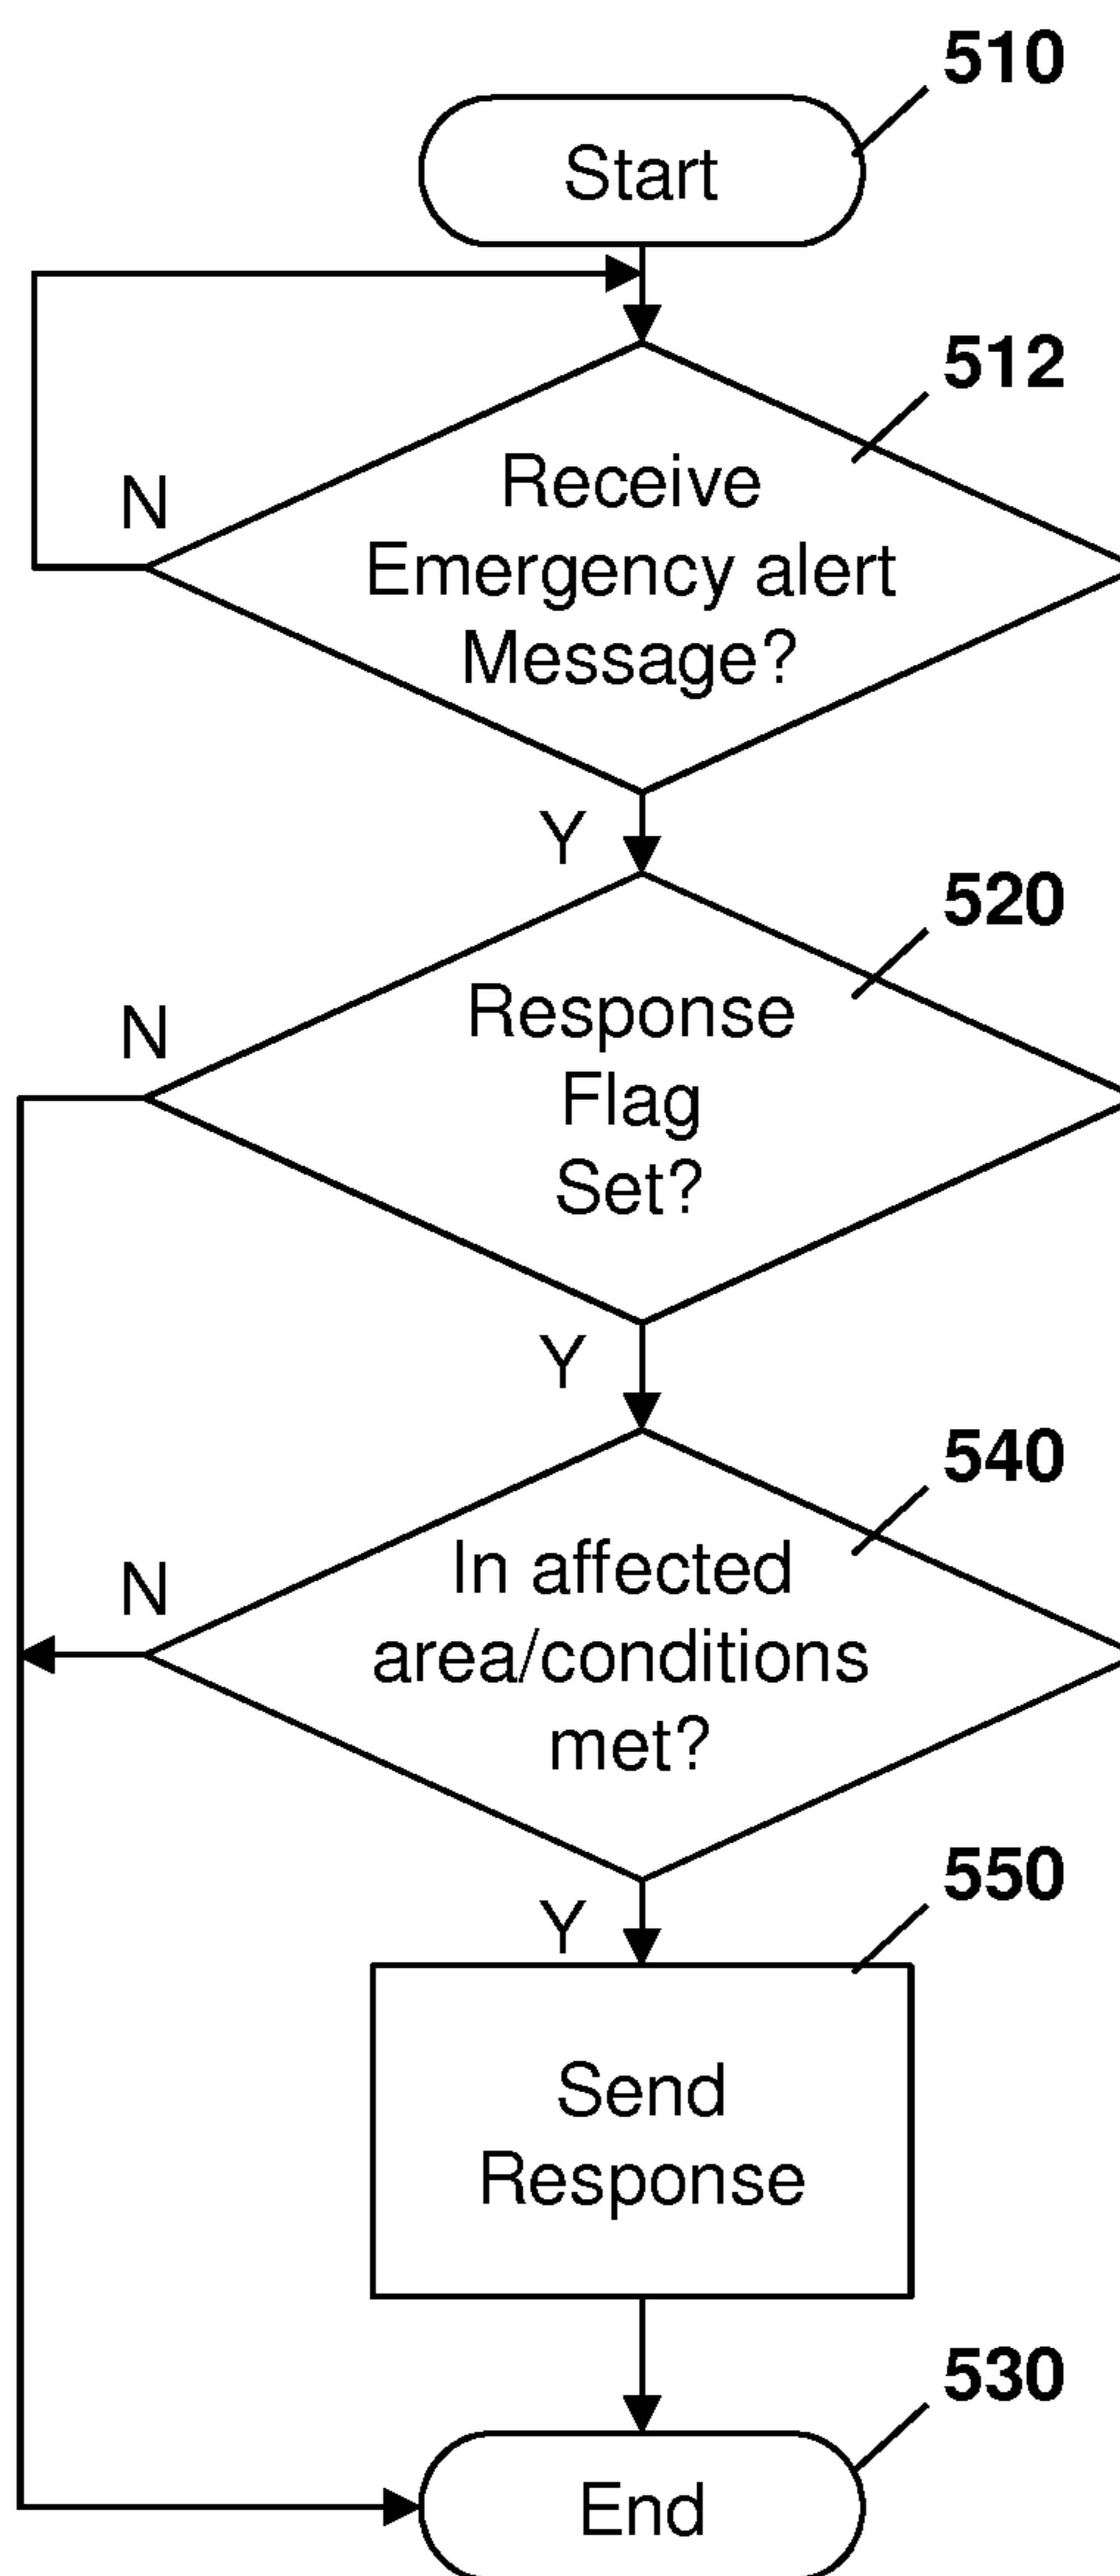 510
Start
512
N
Receive
Emergency alert
Message?
Y
520
N
Response
Flag
Set?
Y
540
N
In affected
area/conditions
met?
Y
550
Send
Response
530
End